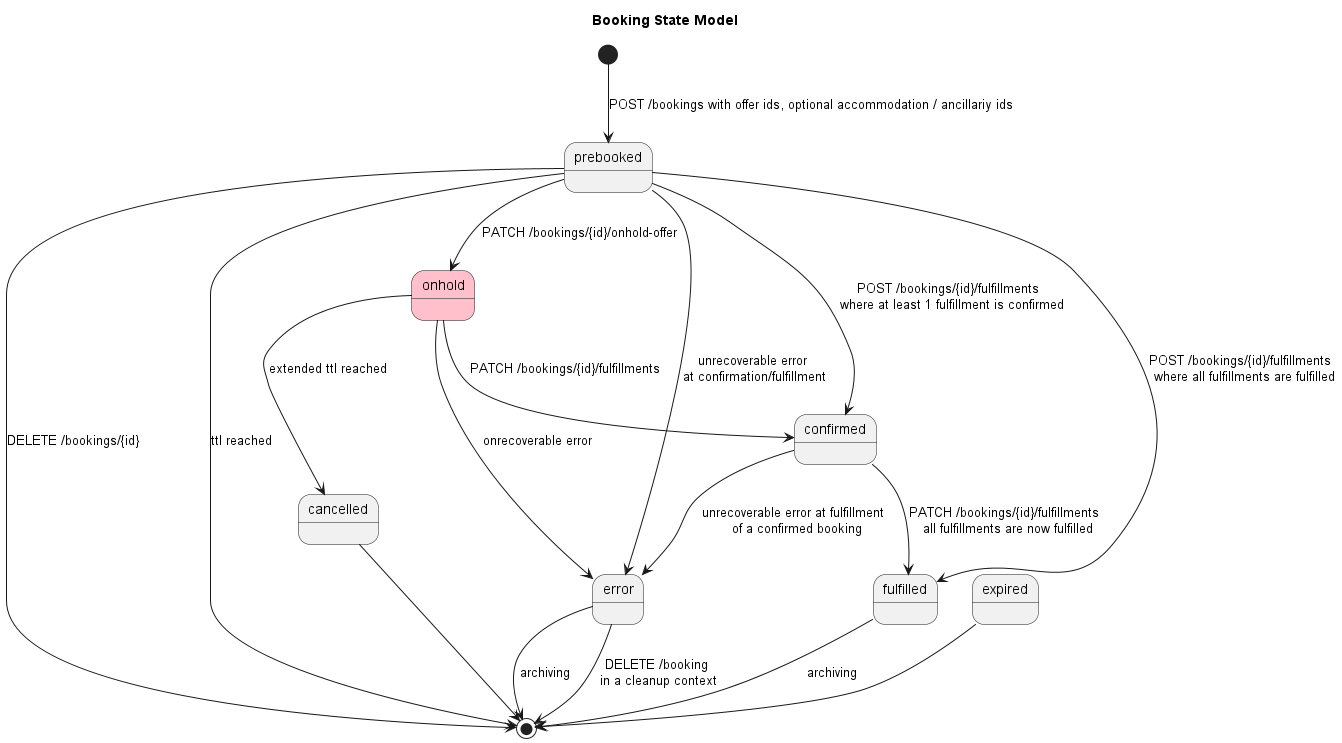 Booking State Model
POST /bookings with offer ids, optional accommodation / ancillariy ids
prebooked
PATCH /bookings/{id}/onhold-offer
onhold
POST /bookings/{id}/fulfillments
where at least 1 fulfillment is confirmed
unrecoverable error
at confirmation/fulfillment
POST /bookings/{id}/fulfillments
where all fulfillments are fulfilled
extended ttl reached
PATCH /bookings/{id}/fulfillments
confirmed
DELETE /bookings/{id}
ttl reached
onrecoverable error
cancelled
unrecoverable error at fulfillment
of a confirmed booking
PATCH /bookings/{id}/fulfillments
all fulfillments are now fulfilled
error
fulfilled
expired
archiving
DELETE /booking
in a cleanup context
archiving